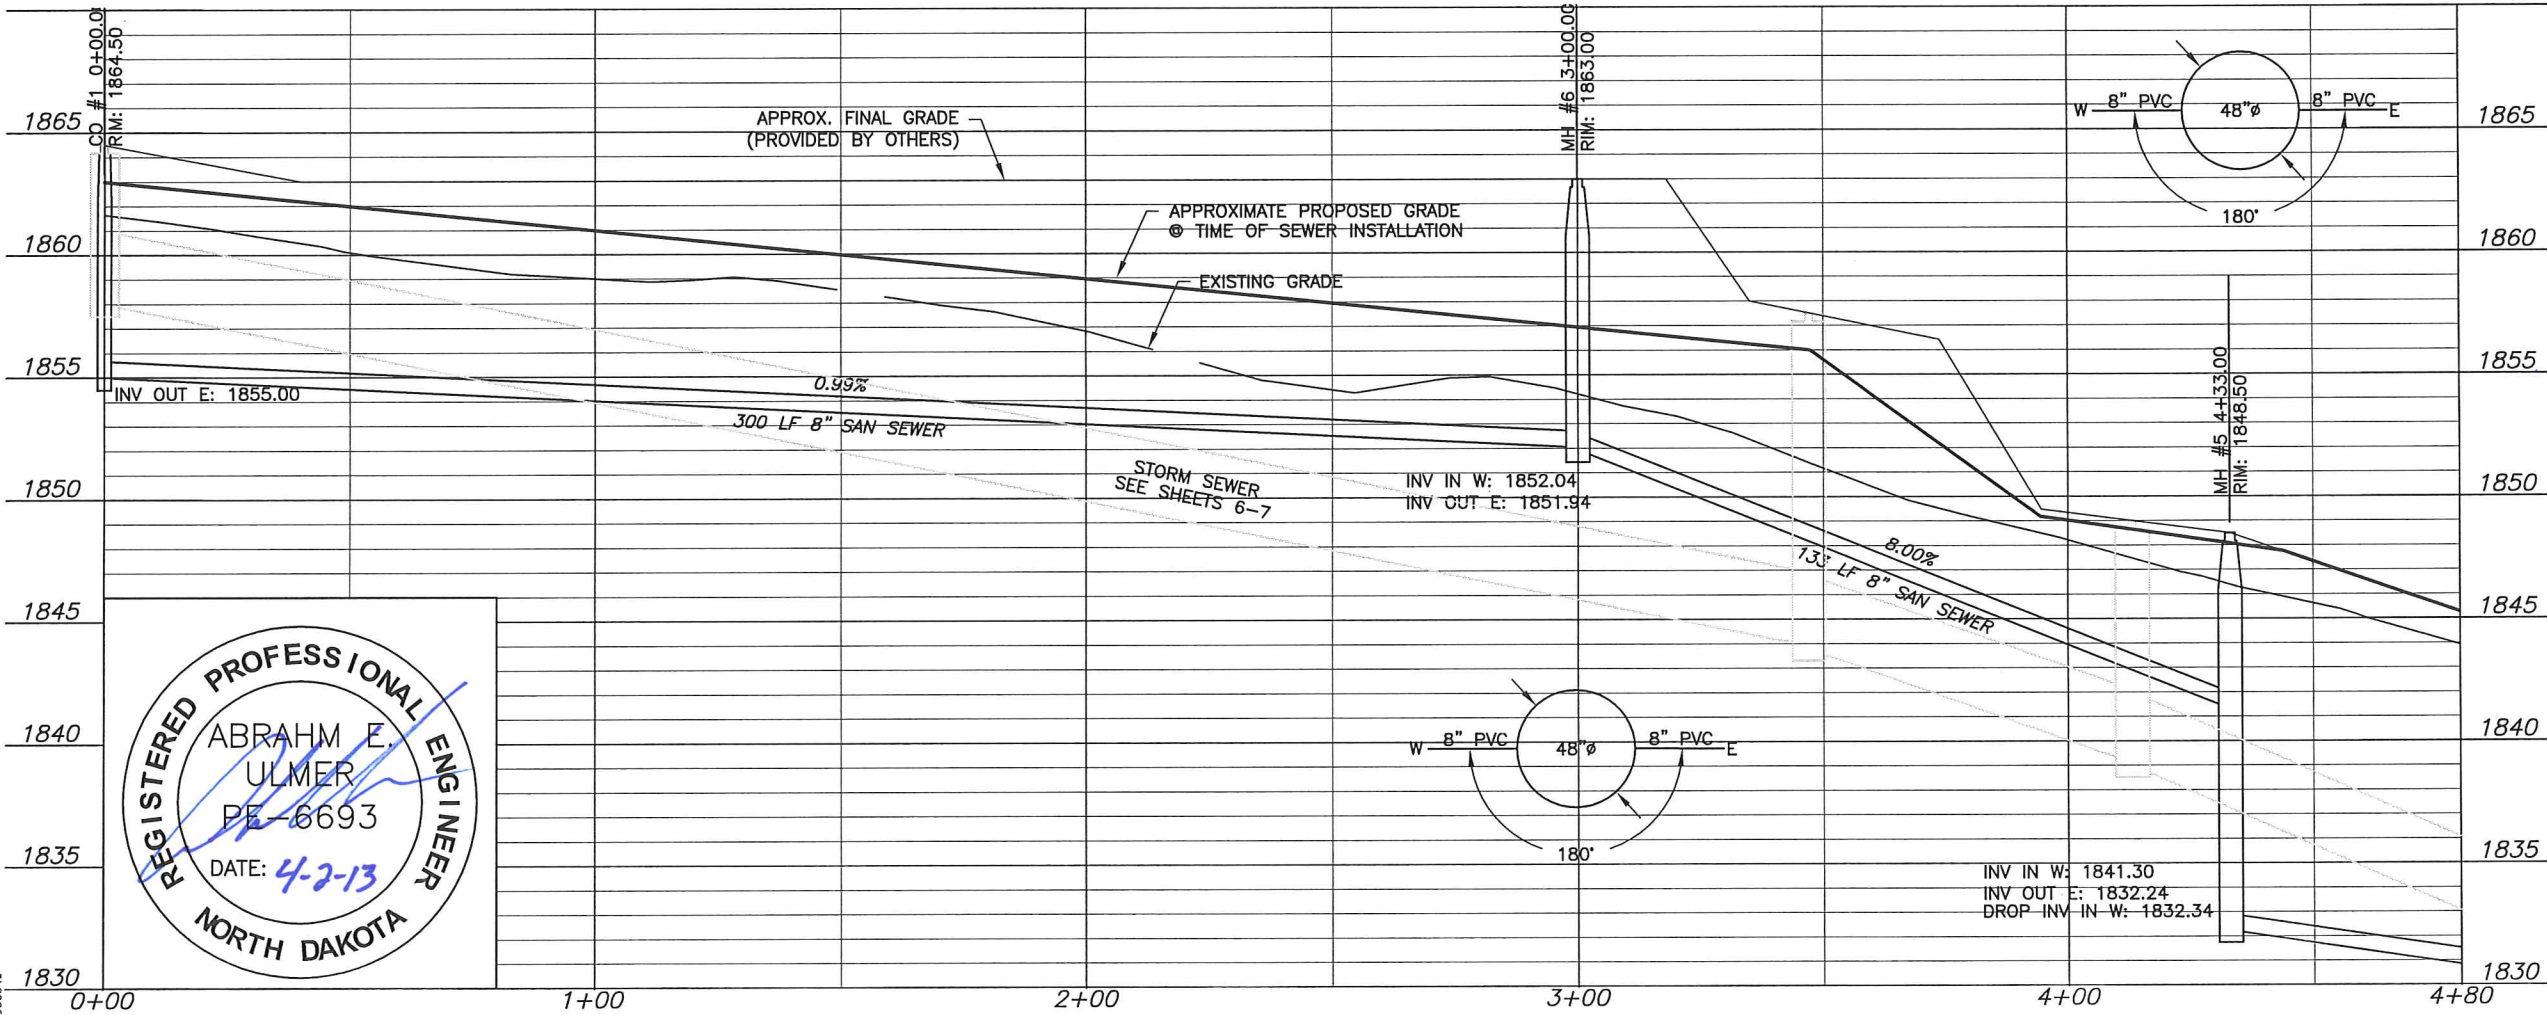 CO #1 0+00.0
RIM: 1864.50
MH #6 3+00.00
RIM: 1863.00
APPROX. FINAL GRADE
(PROVIDED BY OTHERS)
W 8" PVC 48"ø 8" PVC E
180°
1865 1865
APPROXIMATE PROPOSED GRADE
@ TIME OF SEWER INSTALLATION
1860 1860
EXISTING GRADE
MH #5 4+33.00
RIM: 1848.50
1855 1855
INV OUT E: 1855.00
0.99%
300 LF 8" SAN SEWER
STORM SEWER
SEE SHEETS 6-7
INV IN W: 1852.04
INV OUT E: 1851.94
1850 1850
8.00%
133 LF 8" SAN SEWER
1845 1845
REGISTERED PROFESSIONAL ENGINEER
ABRAHM E.
ULMER
PE-6693
DATE: 4-2-13
NORTH DAKOTA
1840 1840
W 8" PVC 48"ø 8" PVC E
180°
1835 1835
INV IN W: 1841.30
INV OUT E: 1832.24
DROP INV IN W: 1832.34
1830 1830
0+00 1+00 2+00 3+00 4+00 4+80